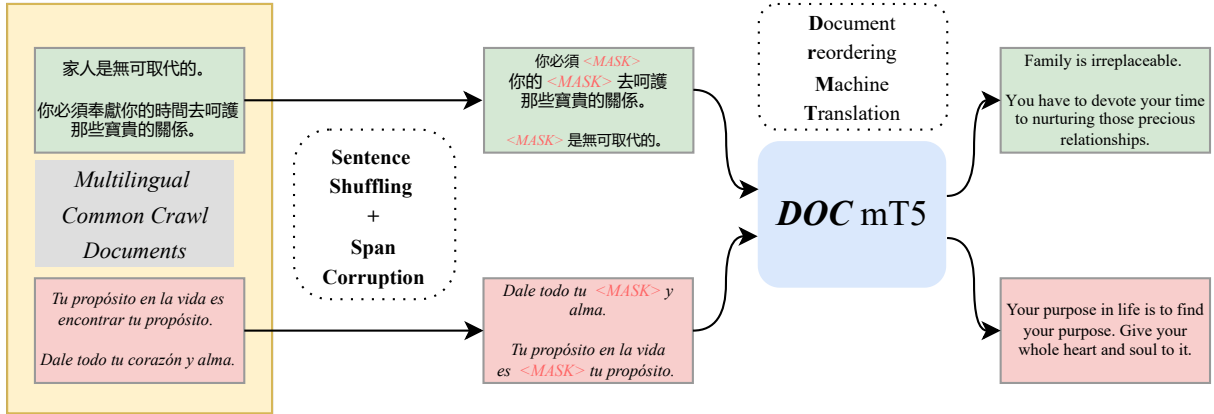 家人是無可取代的。
你必須奉獻你的時間去呵護
那些寶貴的關係。
Multilingual
Common Crawl
Documents
Tu propósito en la vida es
encontrar tu propósito.
Dale todo tu corazón y alma.
Sentence
Shuffling
+
Span
Corruption
你必須 <MASK>
你的 <MASK> 去呵護
那些寶貴的關係。
<MASK> 是無可取代的。
Dale todo tu <MASK> y
alma.
Tu propósito en la vida
es <MASK> tu propósito.
Document
reordering
Machine
Translation
DOC mT5
Family is irreplaceable.
You have to devote your time
to nurturing those precious
relationships.
Your purpose in life is to find
your purpose. Give your
whole heart and soul to it.